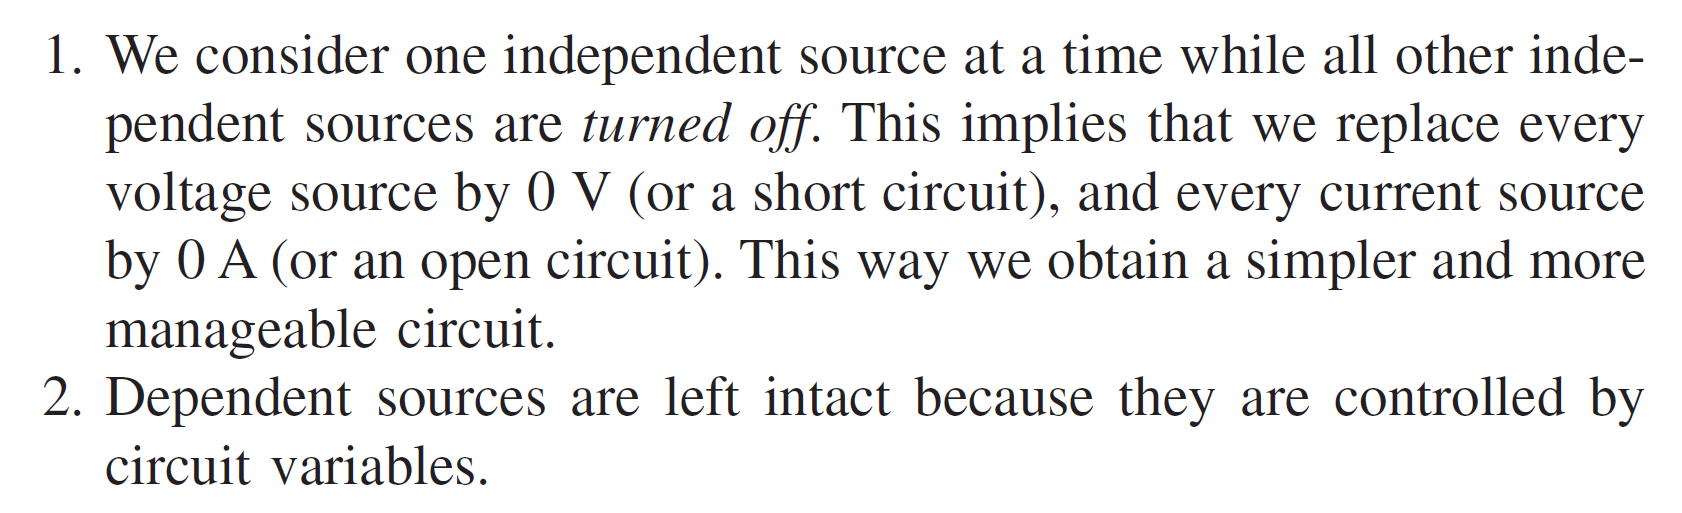 1. We consider one independent source at a time while all other inde-
pendent sources are turned off. This implies that we replace every
voltage source by 0 V (or a short circuit), and every current source
by 0 A (or an open circuit). This way we obtain a simpler and more
manageable circuit.
2. Dependent sources are left intact because they are controlled by
circuit variables.